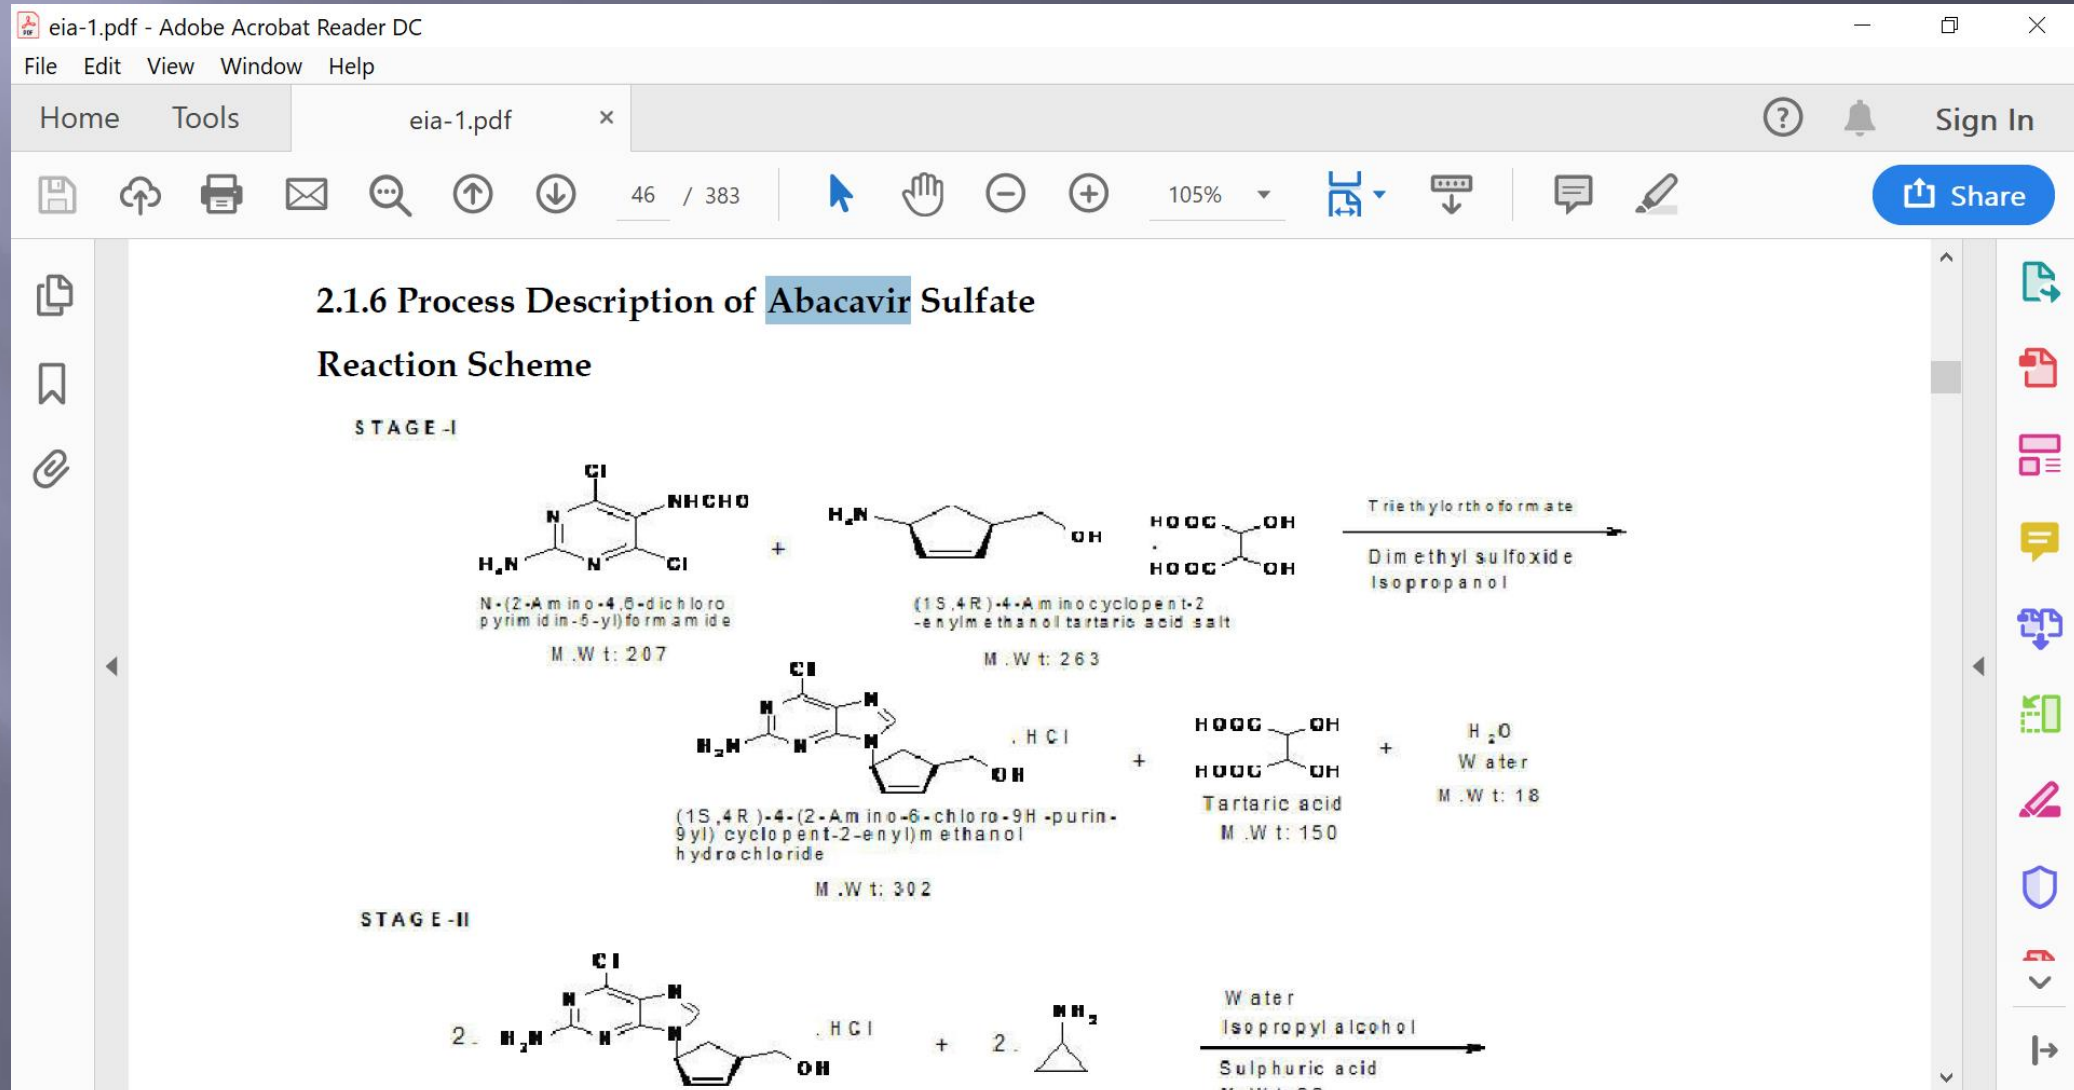 eia-1.pdf - Adobe Acrobat Reader DC
File Edit View Window Help
Home Tools eia-1.pdf × ? Sign In
46 / 383 105% Share
2.1.6 Process Description of Abacavir Sulfate
Reaction Scheme
STAGE-I
Cl
NHCHO
N
H2N N Cl
+
H2N
OH
HOOC OH
.
HOOC OH
Triethylorthoformate
Dimethyl sulfoxide
Isopropanol
N-(2-Amino-4,6-dichloro
pyrimidin-5-yl)formamide
M.Wt: 207
(1S,4R)-4-Aminocyclopent-2
-enylmethanol tartaric acid salt
M.Wt: 263
Cl
N N
H2N N N
OH
. HCl
+
HOOC OH
HOOC OH
Tartaric acid
M.Wt: 150
+
H2O
Water
M.Wt: 18
(1S,4R)-4-(2-Amino-6-chloro-9H-purin-
9yl) cyclopent-2-enyl)methanol
hydrochloride
M.Wt: 302
STAGE-II
Cl
N N
2. H2N N N
OH
. HCl
+ 2.
NH2
Water
Isopropyl alcohol
Sulphuric acid